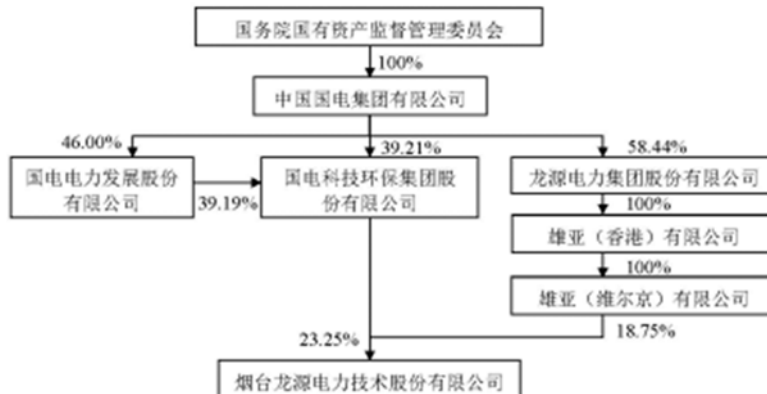 国务院国有资产监督管理委员会
100%
中国国电集团有限公司
46.00%
39.21%
58.44%
国电电力发展股份
有限公司
39.19%
国电科技环保集团股
份有限公司
龙源电力集团股份有限公司
100%
雄亚（香港）有限公司
100%
雄亚（维尔京）有限公司
23.25%
18.75%
烟台龙源电力技术股份有限公司